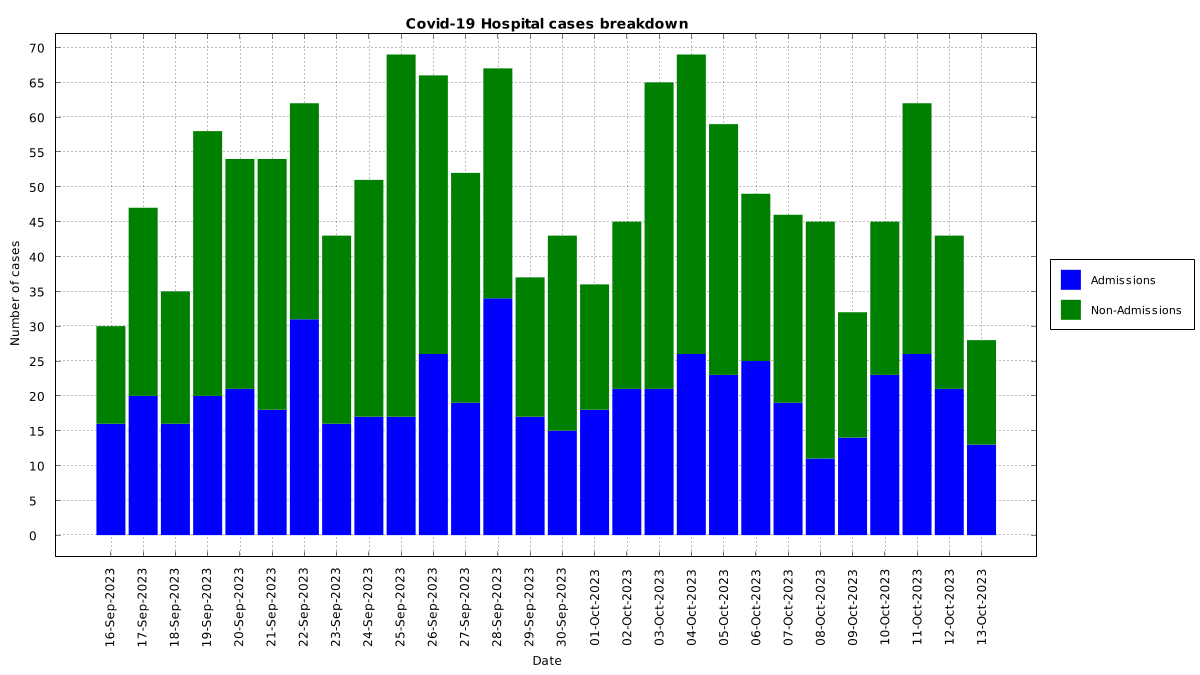 Covid-19 Hospital cases breakdown
70
65
60
55
50
45
40
35
30
25
20
15
10
5
0
Number of cases
16-Sep-2023
17-Sep-2023
18-Sep-2023
19-Sep-2023
20-Sep-2023
21-Sep-2023
22-Sep-2023
23-Sep-2023
24-Sep-2023
25-Sep-2023
26-Sep-2023
27-Sep-2023
28-Sep-2023
29-Sep-2023
30-Sep-2023
01-Oct-2023
02-Oct-2023
03-Oct-2023
04-Oct-2023
05-Oct-2023
06-Oct-2023
07-Oct-2023
08-Oct-2023
09-Oct-2023
10-Oct-2023
11-Oct-2023
12-Oct-2023
13-Oct-2023
Date
Admissions
Non-Admissions